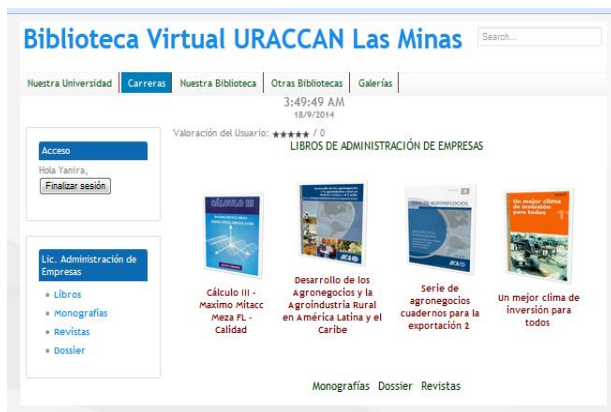 Biblioteca Virtual URACCAN Las Minas
Search...
Nuestra Universidad Carreras Nuestra Biblioteca Otras Bibliotecas Galerías
3:49:49 AM
18/9/2014
Valoración del Usuario: ★★★★★ / 0
LIBROS DE ADMINISTRACIÓN DE EMPRESAS
Acceso
Hola Yanira,
Finalizar sesión
Lic. Administración de
Empresas
Libros
Monografías
Revistas
Dossier
CÁLCULO III
Cálculo III -
Maximo Mitacc
Meza FL -
Calidad
Desarrollo de los
Agronegocios y la
Agroindustria Rural
en América Latina y el
Caribe
Serie de
agronegocios
cuadernos para la
exportación 2
Un mejor clima
de inversión
para todos
Un mejor clima de
inversión para
todos
Monografías Dossier Revistas